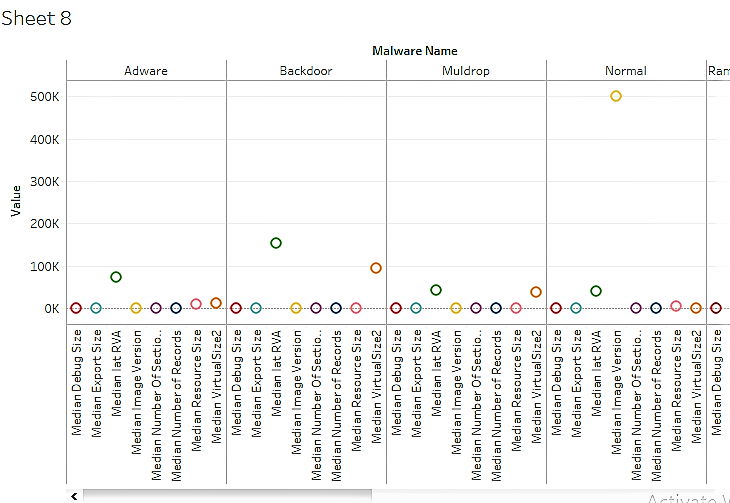 Sheet 8
Malware Name
Adware
Backdoor
Muldrop
Normal
Ran
Value
500K
400K
300K
200K
100K
0K
Median Debug Size
Median Export Size
Median Iat RVA
Median Image Version
Median Number Of Sectio..
Median Number of Records
Median Resource Size
Median VirtualSize2
Median Debug Size
Median Export Size
Median Iat RVA
Median Image Version
Median Number Of Sectio..
Median Number of Records
Median Resource Size
Median VirtualSize2
Median Debug Size
Median Export Size
Median Iat RVA
Median Image Version
Median Number Of Sectio..
Median Number of Records
Median Resource Size
Median VirtualSize2
Median Debug Size
Median Export Size
Median Iat RVA
Median Image Version
Median Number Of Sectio..
Median Number of Records
Median Resource Size
Median VirtualSize2
Median Debug Size
Activate